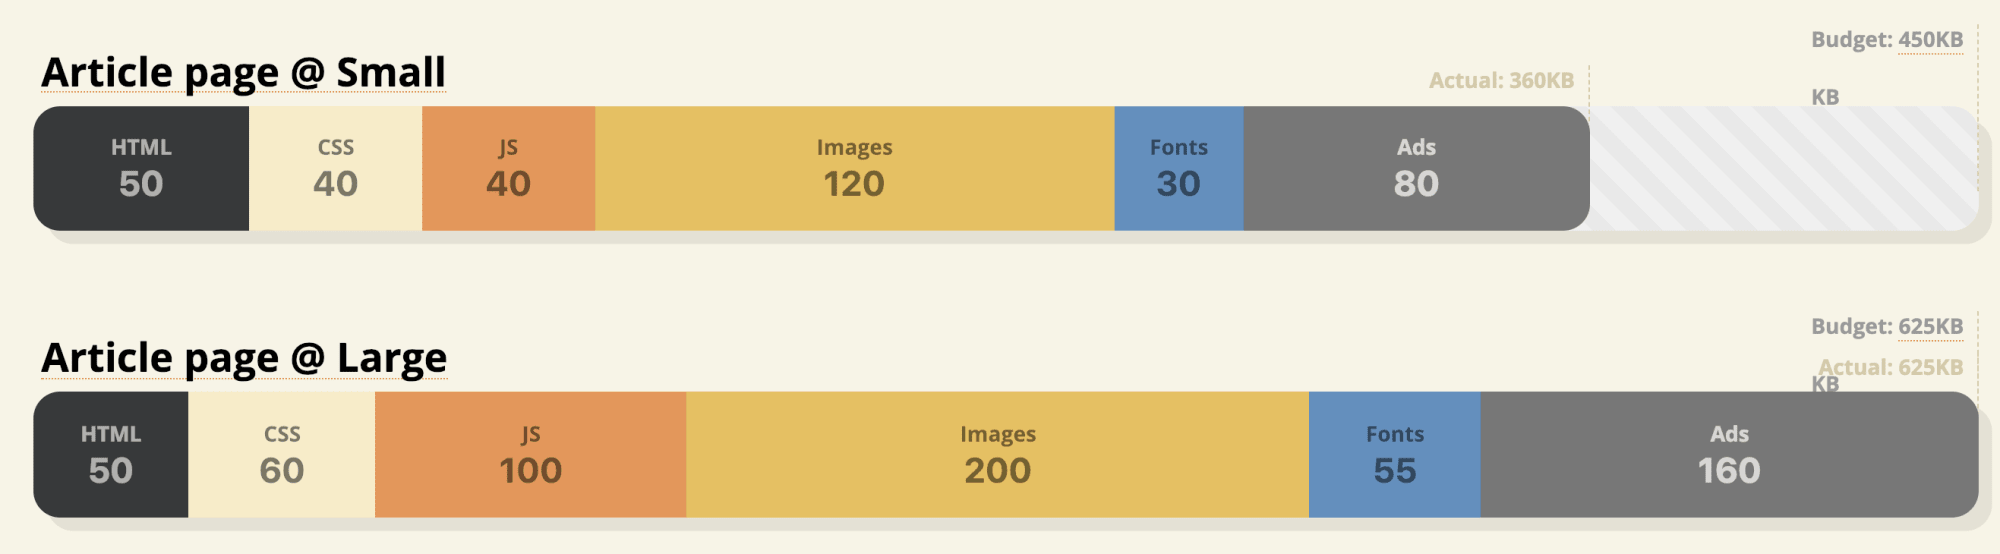 Budget: 450KB
Article page @ Small
Actual: 360KB
KB
HTML CSS JS Images Fonts Ads
50 40 40 120 30 80
Budget: 625KB
Article page @ Large
Actual: 625KB
KB
HTML CSS JS Images Fonts Ads
50 60 100 200 55 160